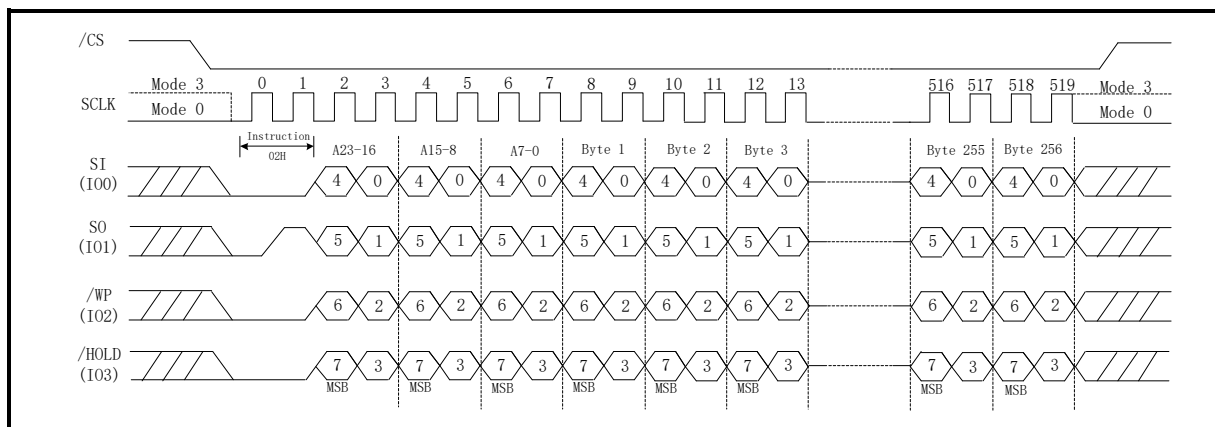 /CS
Mode 3 0 1 2 3 4 5 6 7 8 9 10 11 12 13 516 517 518 519 Mode 3
SCLK
Mode 0 Mode 0
Instruction
02H
A23-16 A15-8 A7-0 Byte 1 Byte 2 Byte 3 Byte 255 Byte 256
SI
(IO0)
4 0 4 0 4 0 4 0 4 0 4 0 4 0 4 0
SO
(IO1)
5 1 5 1 5 1 5 1 5 1 5 1 5 1 5 1
/WP
(IO2)
6 2 6 2 6 2 6 2 6 2 6 2 6 2 6 2
/HOLD
(IO3)
7 3 7 3 7 3 7 3 7 3 7 3 7 3 7 3
MSB MSB MSB MSB MSB MSB MSB MSB